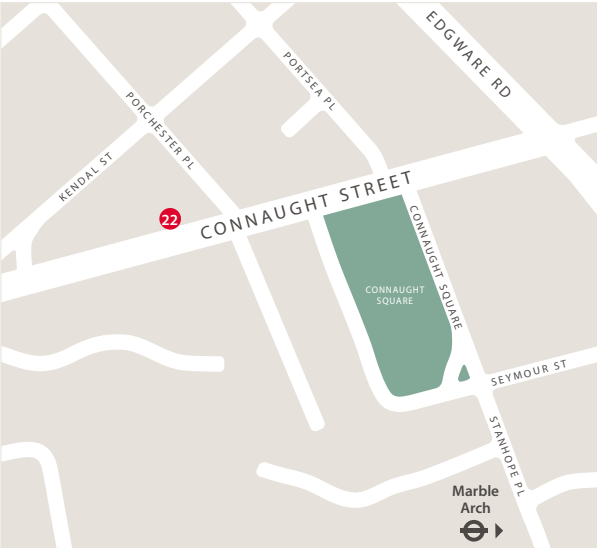 EDGWARE RD
PORTSEA PL
PORCHESTER PL
KENDAL ST
CONNAUGHT STREET
22
CONNAUGHT SQUARE
CONNAUGHT
SQUARE
SEYMOUR ST
STANHOPE PL
Marble
Arch